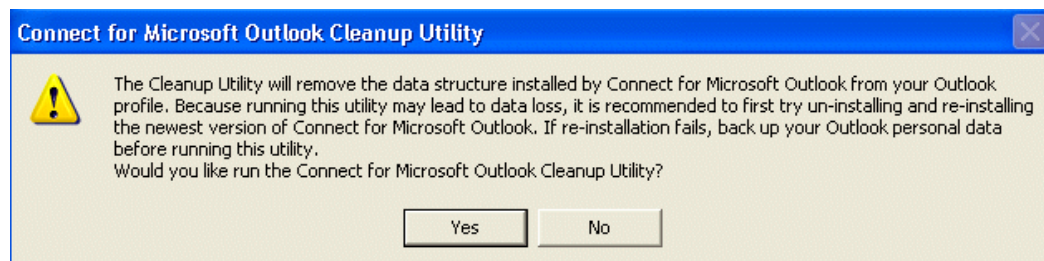 Connect for Microsoft Outlook Cleanup Utility
The Cleanup Utility will remove the data structure installed by Connect for Microsoft Outlook from your Outlook
profile. Because running this utility may lead to data loss, it is recommended to first try un-installing and re-installing
the newest version of Connect for Microsoft Outlook. If re-installation fails, back up your Outlook personal data
before running this utility.
Would you like run the Connect for Microsoft Outlook Cleanup Utility?
Yes No